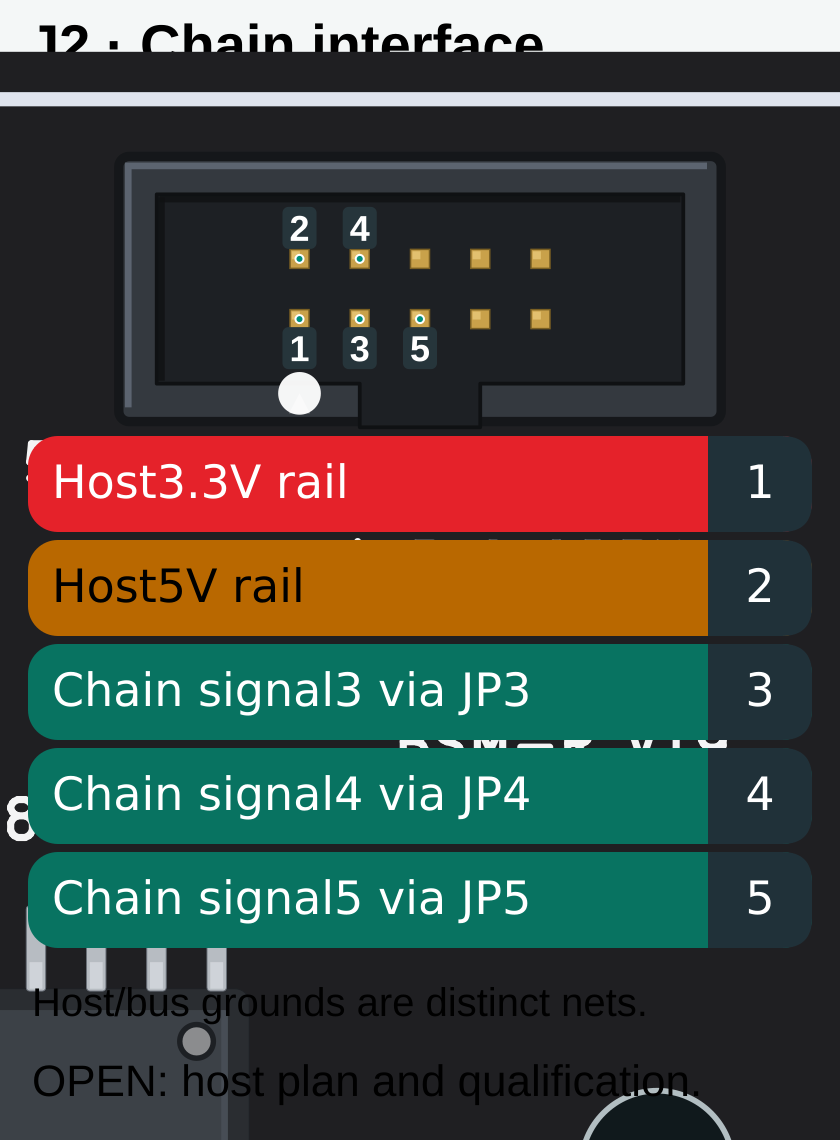 J2 · Chain interface
2 4
1 3 5
Host3.3V rail 1
Host5V rail 2
Chain signal3 via JP3 3
Chain signal4 via JP4 4
8
Chain signal5 via JP5 5
Host/bus grounds are distinct nets.
OPEN: host plan and qualification.